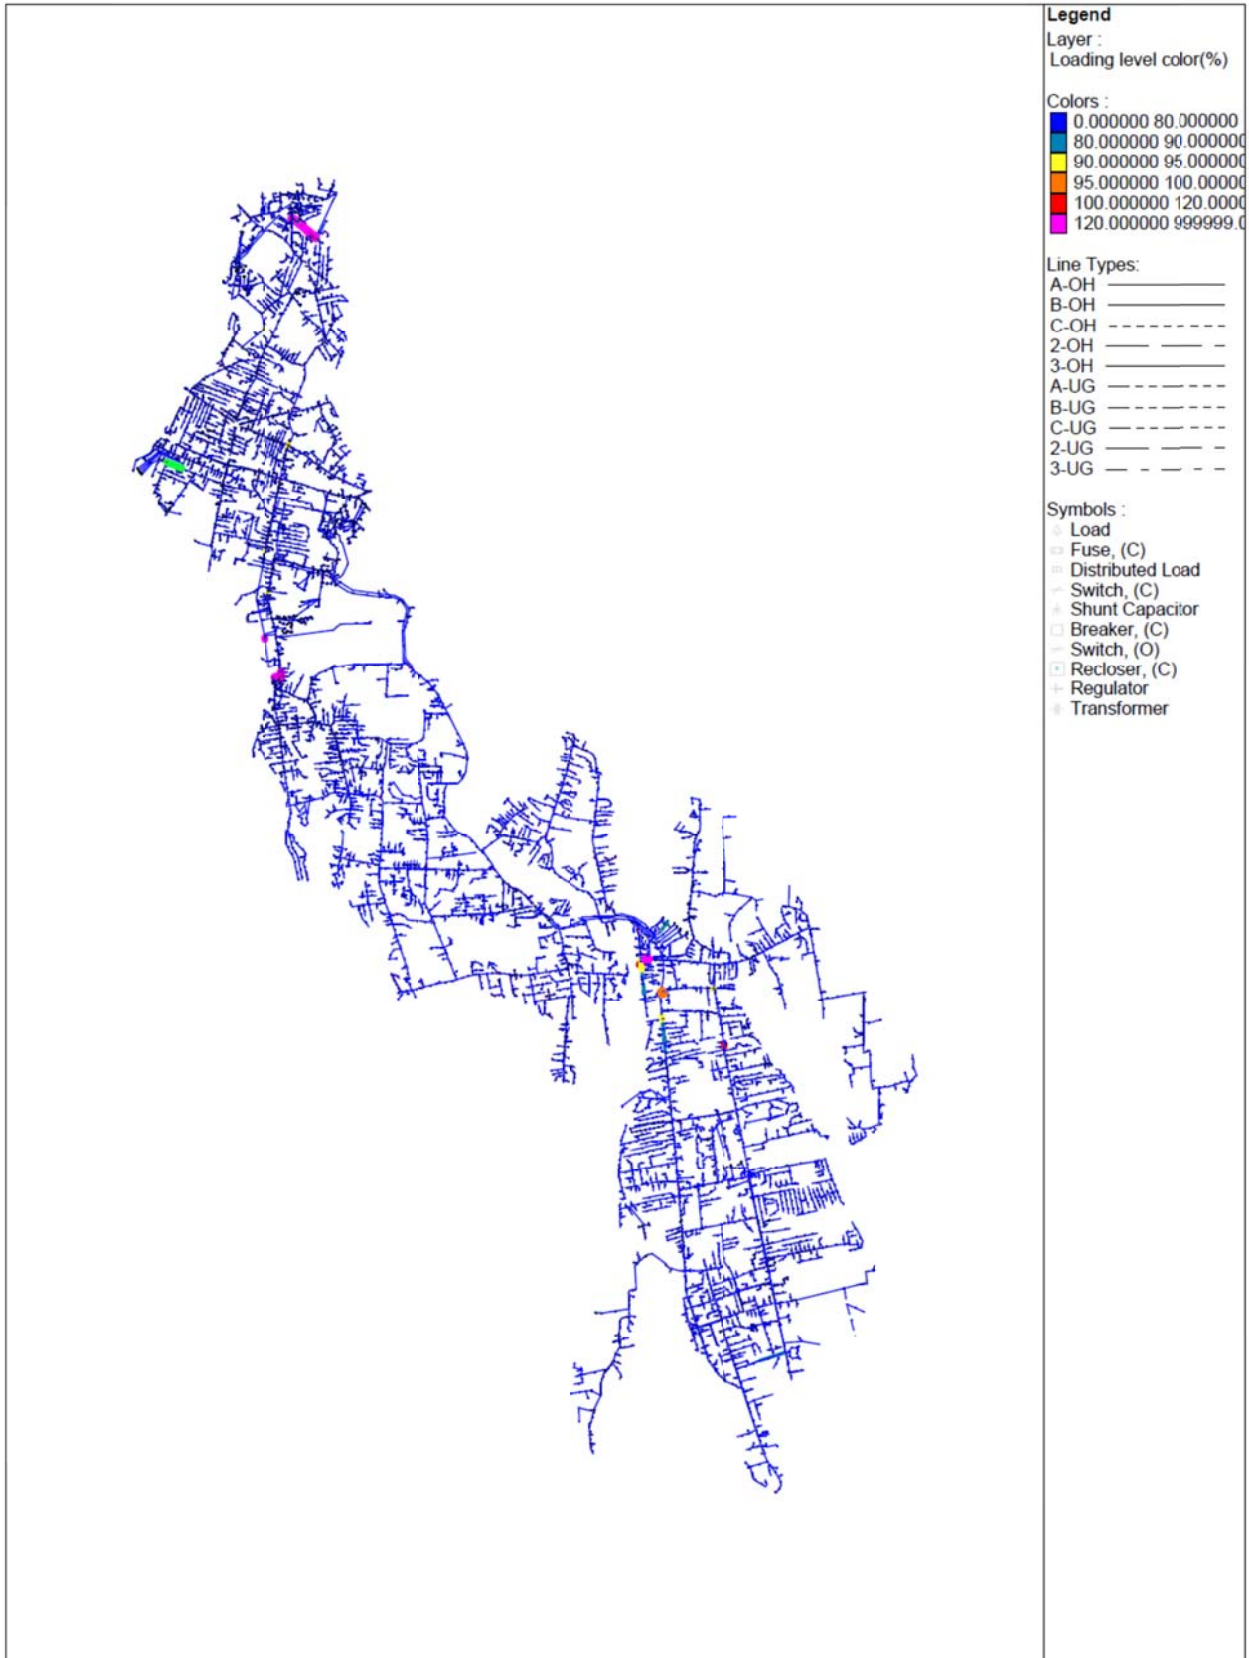 Legend
Layer :
Loading level color(%)
Colors :
0.000000 80.000000
80.000000 90.000000
90.000000 95.000000
95.000000 100.00000
100.000000 120.0000
120.000000 999999.0
Line Types:
A-OH
B-OH
C-OH
2-OH
3-OH
A-UG
B-UG
C-UG
2-UG
3-UG
Symbols :
Load
Fuse, (C)
Distributed Load
Switch, (C)
Shunt Capacitor
Breaker, (C)
Switch, (O)
Recloser, (C)
Regulator
Transformer